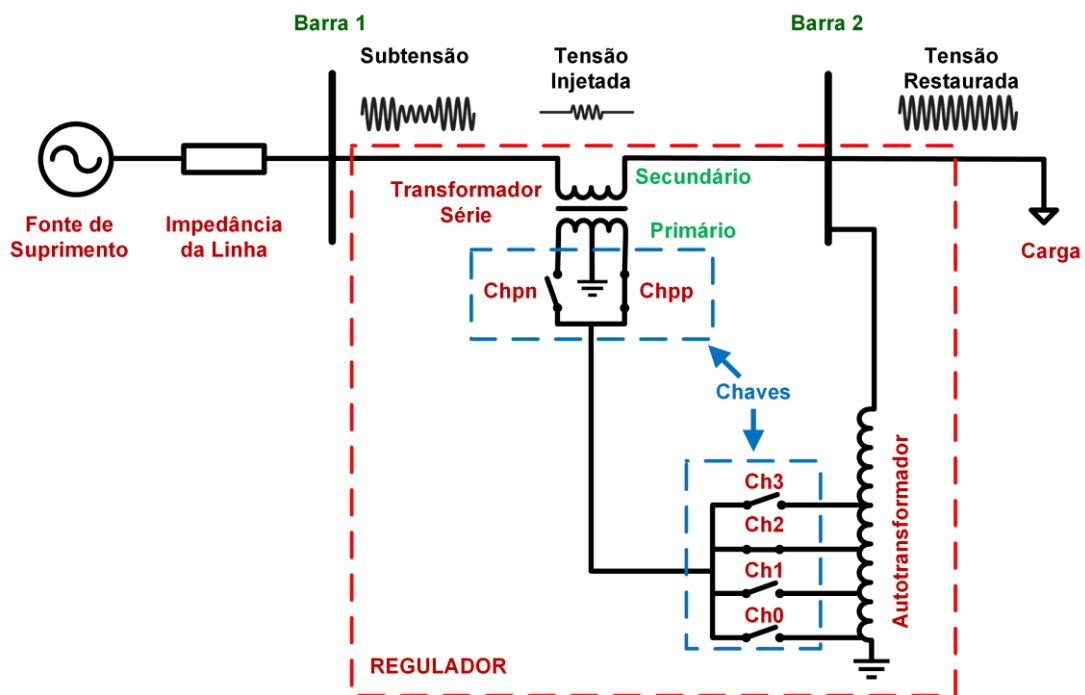 Barra 1
Barra 2
Subtensão
Tensão
Injetada
Tensão
Restaurada
Fonte de
Suprimento
Impedância
da Linha
Transformador
Série
Secundário
Primário
Carga
Chpn
Chpp
Chaves
Ch3
Ch2
Ch1
Ch0
Autotransformador
REGULADOR